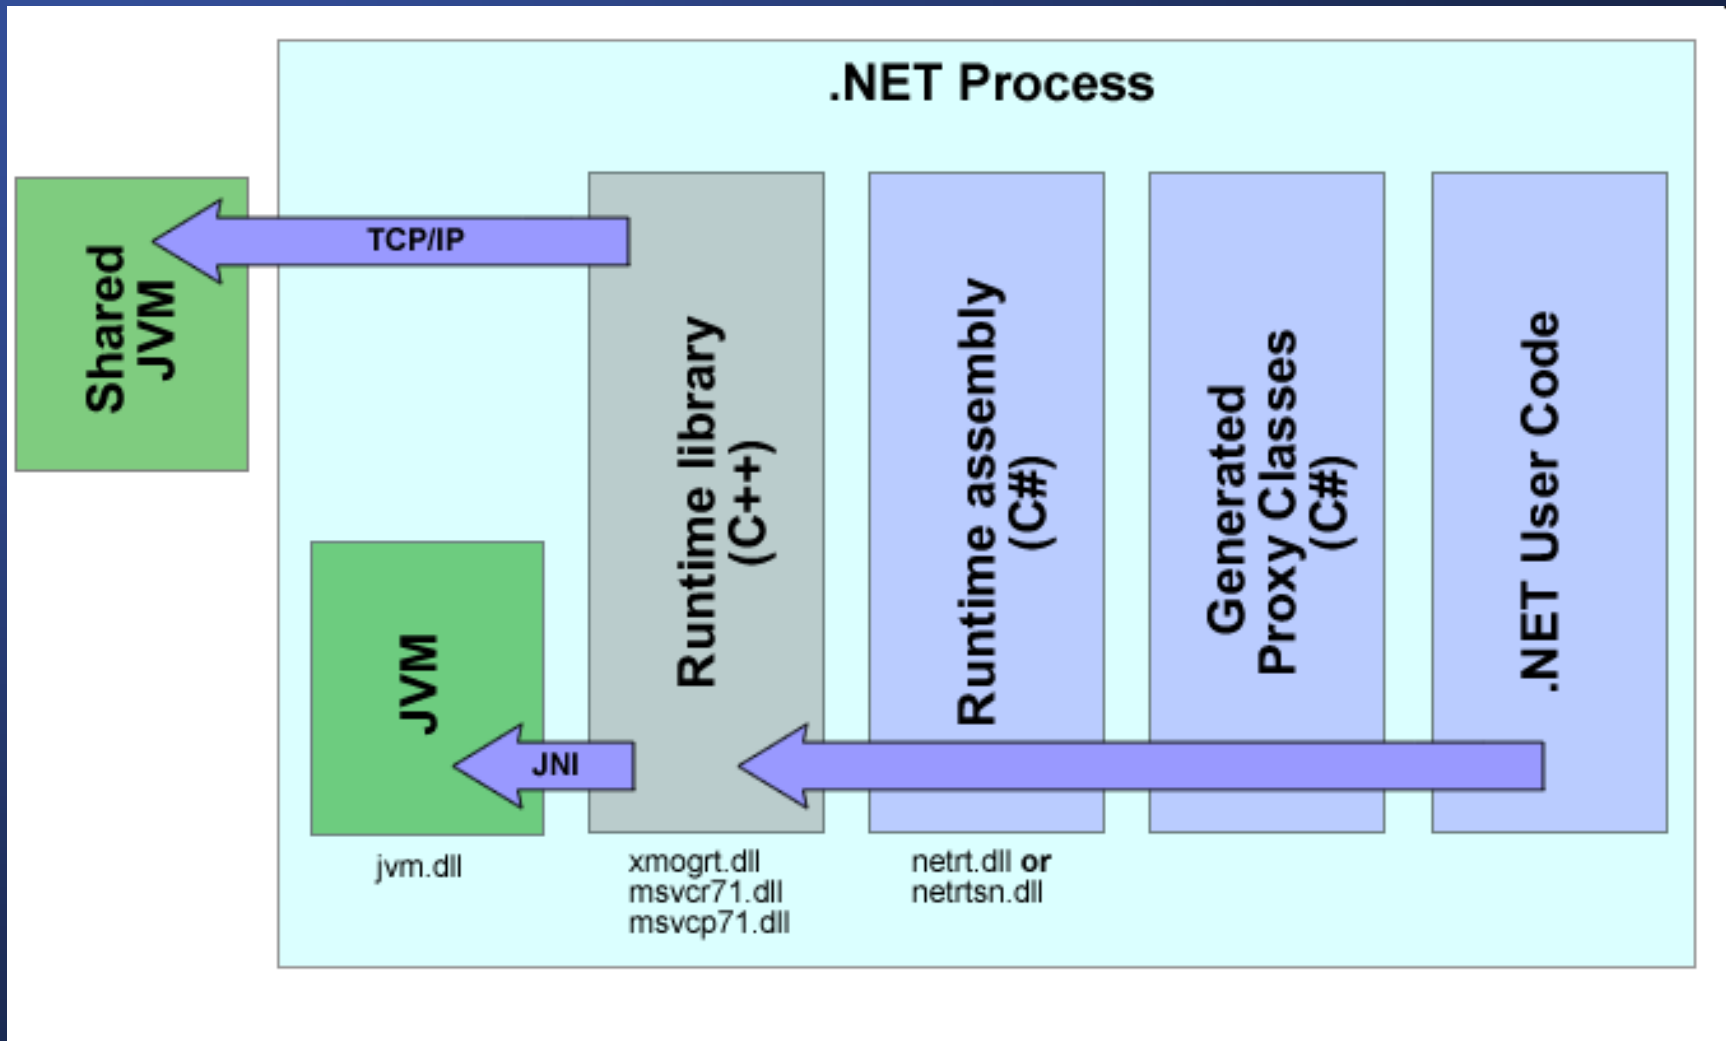 .NET Process
TCP/IP
Shared
JVM
JVM
JNI
Runtime library
(C++)
Runtime assembly
(C#)
Generated
Proxy Classes
(C#)
.NET User Code
jvm.dll
xmogrt.dll
msvcr71.dll
msvcp71.dll
netrt.dll or
netrtsn.dll